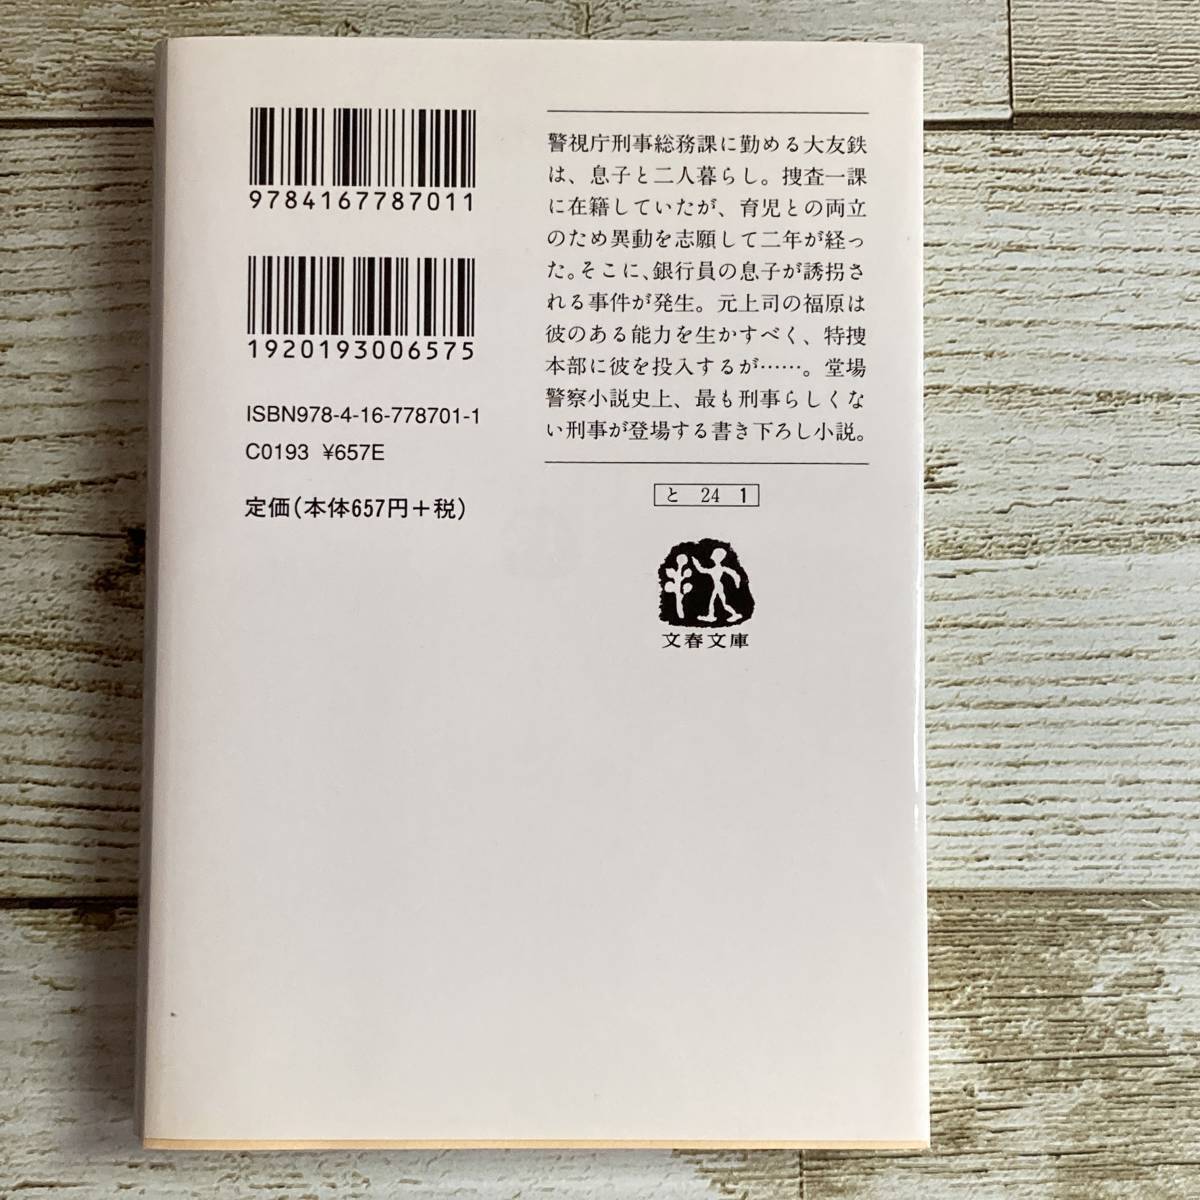 9784167787011
1920193006575
ISBN978-4-16-778701-1
C0193 ¥657E
定価(本体657円+税)
警視庁刑事総務課に勤める大友鉄
は、息子と二人暮らし。捜査一課
に在籍していたが、育児との両立
のため異動を志願して二年が経っ
た。そこに、銀行員の息子が誘拐さ
れる事件が発生。元上司の福原は
彼のある能力を生かすべく、特捜
本部に彼を投入するが……。堂場
警察小説史上、最も刑事らしくな
い刑事が登場する書き下ろし小説。
と 24 1
文春文庫